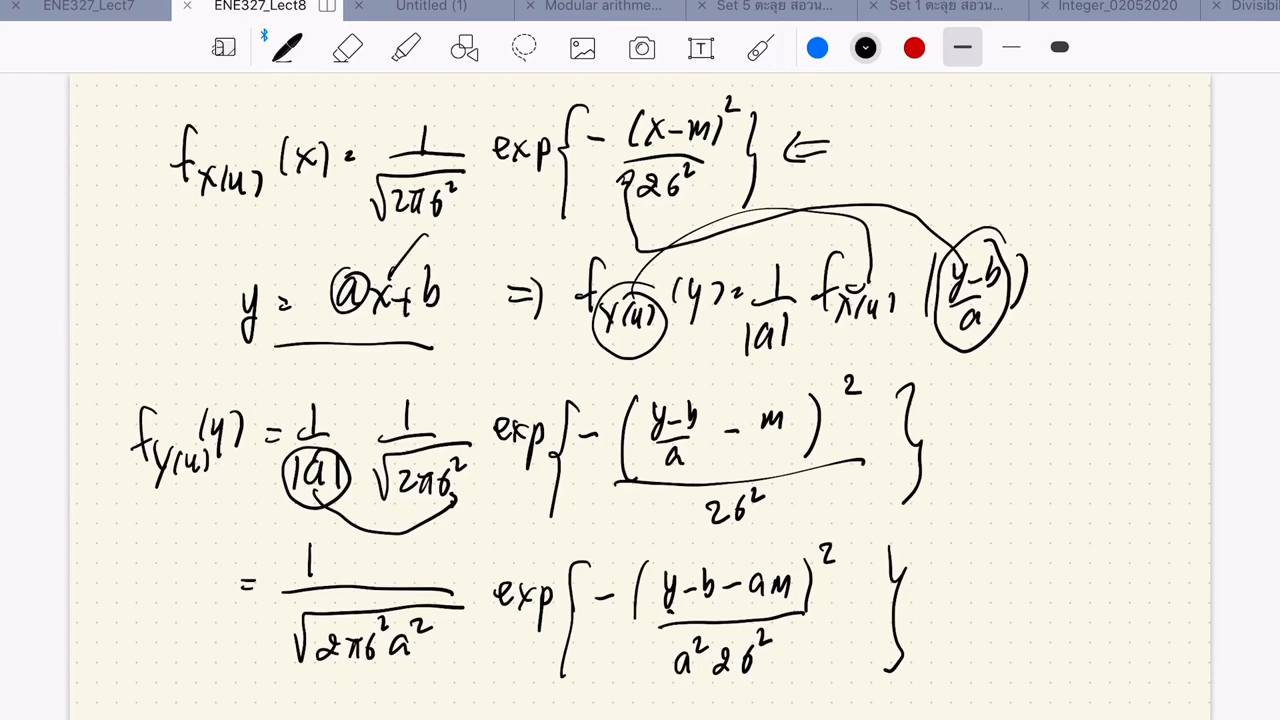 ENE327_Lect7 × ENE327_Lect8 × Untitled (1) × Modular arithme... × Set 5 ตะลุย สอวน... × Set 1 ตะลุย สอวน... × Integer_02052020 × Divisibi
T
f_X(u) (x) = 1/√(2πσ²) exp{ - (x-m)²/2σ² } ⇐
y = ax+b ⇒ f_Y(u) (y) = 1/|a| f_X(u) ((y-b)/a)
f_Y(u) (y) = 1/|a| 1/√(2πσ²) exp{ - ((y-b)/a - m)²/2σ² }
= 1/√(2πσ²a²) exp{ - (y-b-am)²/a²2σ² }